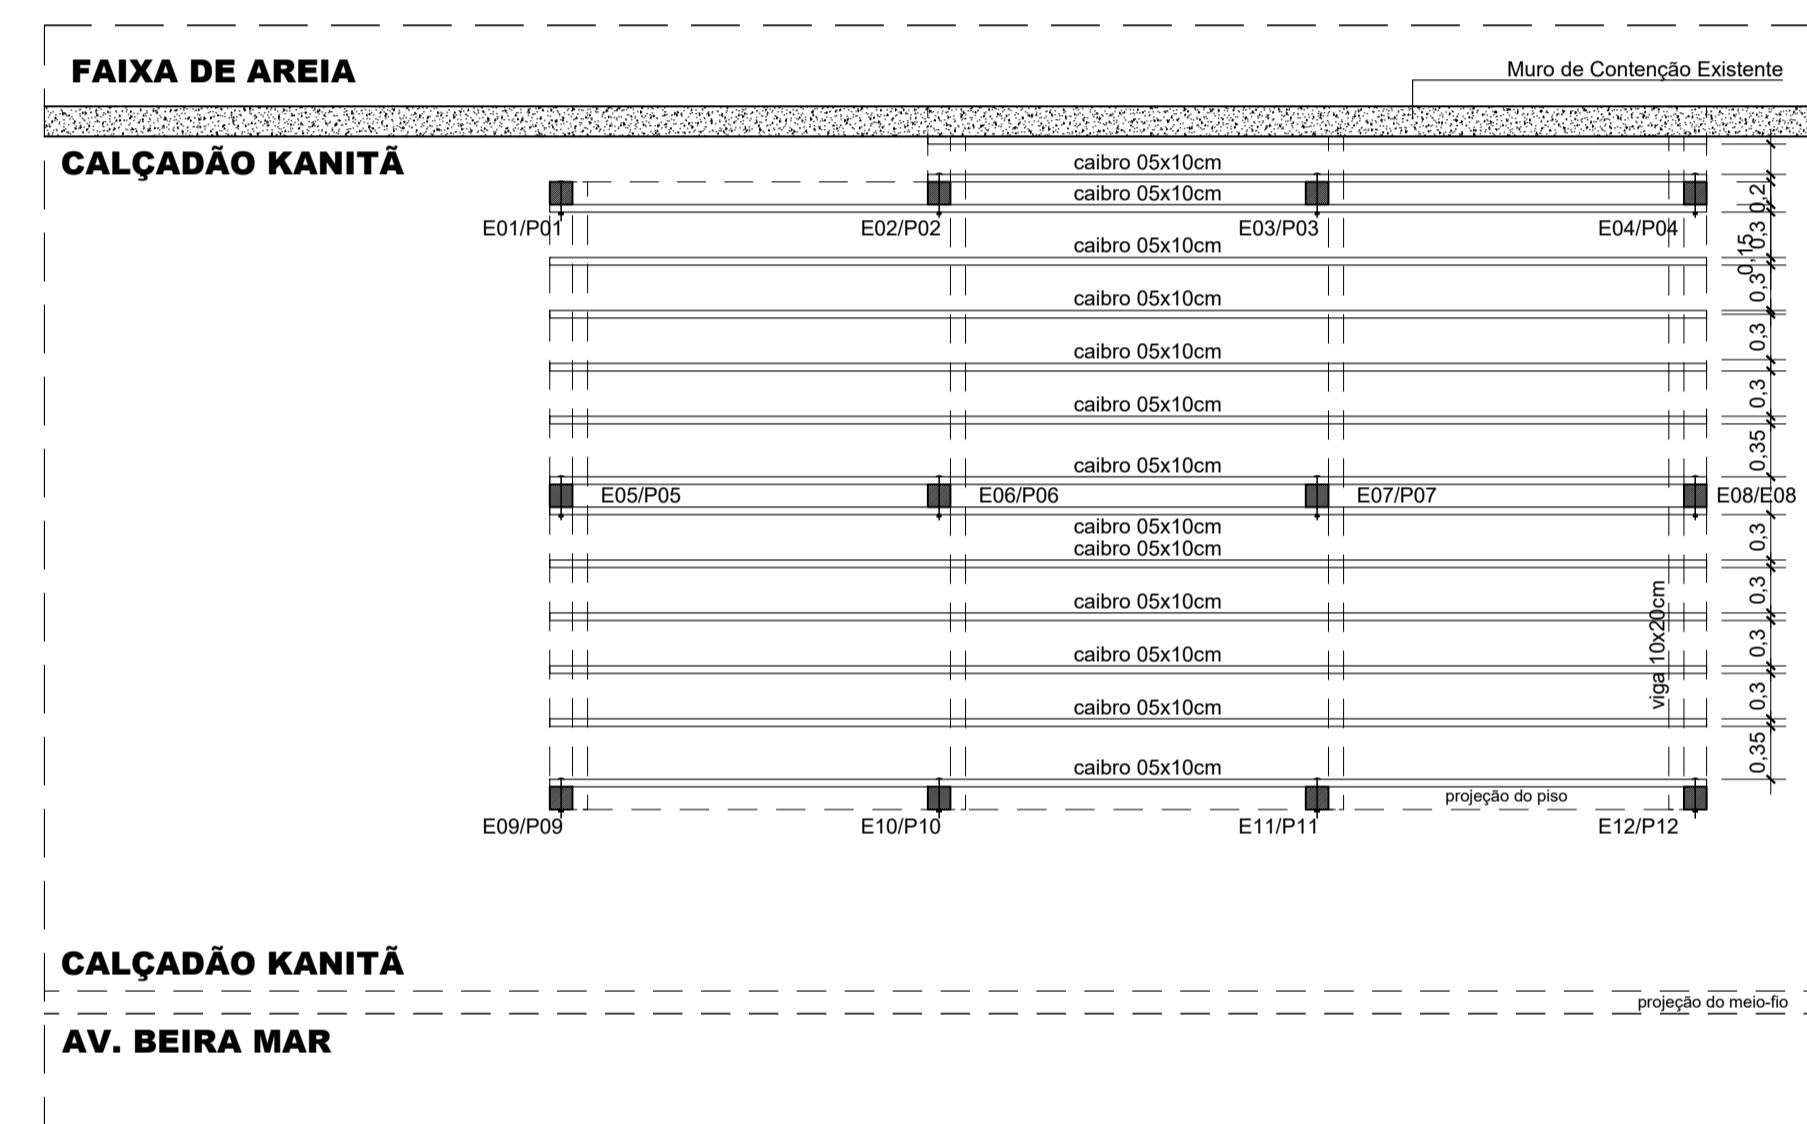 FAIXA DE AREIA
Muro de Contenção Existente
CALÇADÃO KANITÃ
caibro 05x10cm
caibro 05x10cm
0,2
E01/P01
E02/P02
E03/P03
E04/P04
0,3
0,15
caibro 05x10cm
0,3
caibro 05x10cm
0,3
caibro 05x10cm
0,3
caibro 05x10cm
0,35
caibro 05x10cm
E05/P05
E06/P06
E07/P07
E08/E08
caibro 05x10cm
0,3
caibro 05x10cm
0,3
caibro 05x10cm
viga 10x20cm
0,3
caibro 05x10cm
0,3
caibro 05x10cm
0,35
caibro 05x10cm
projeção do piso
E09/P09
E10/P10
E11/P11
E12/P12
CALÇADÃO KANITÃ
projeção do meio-fio
AV. BEIRA MAR